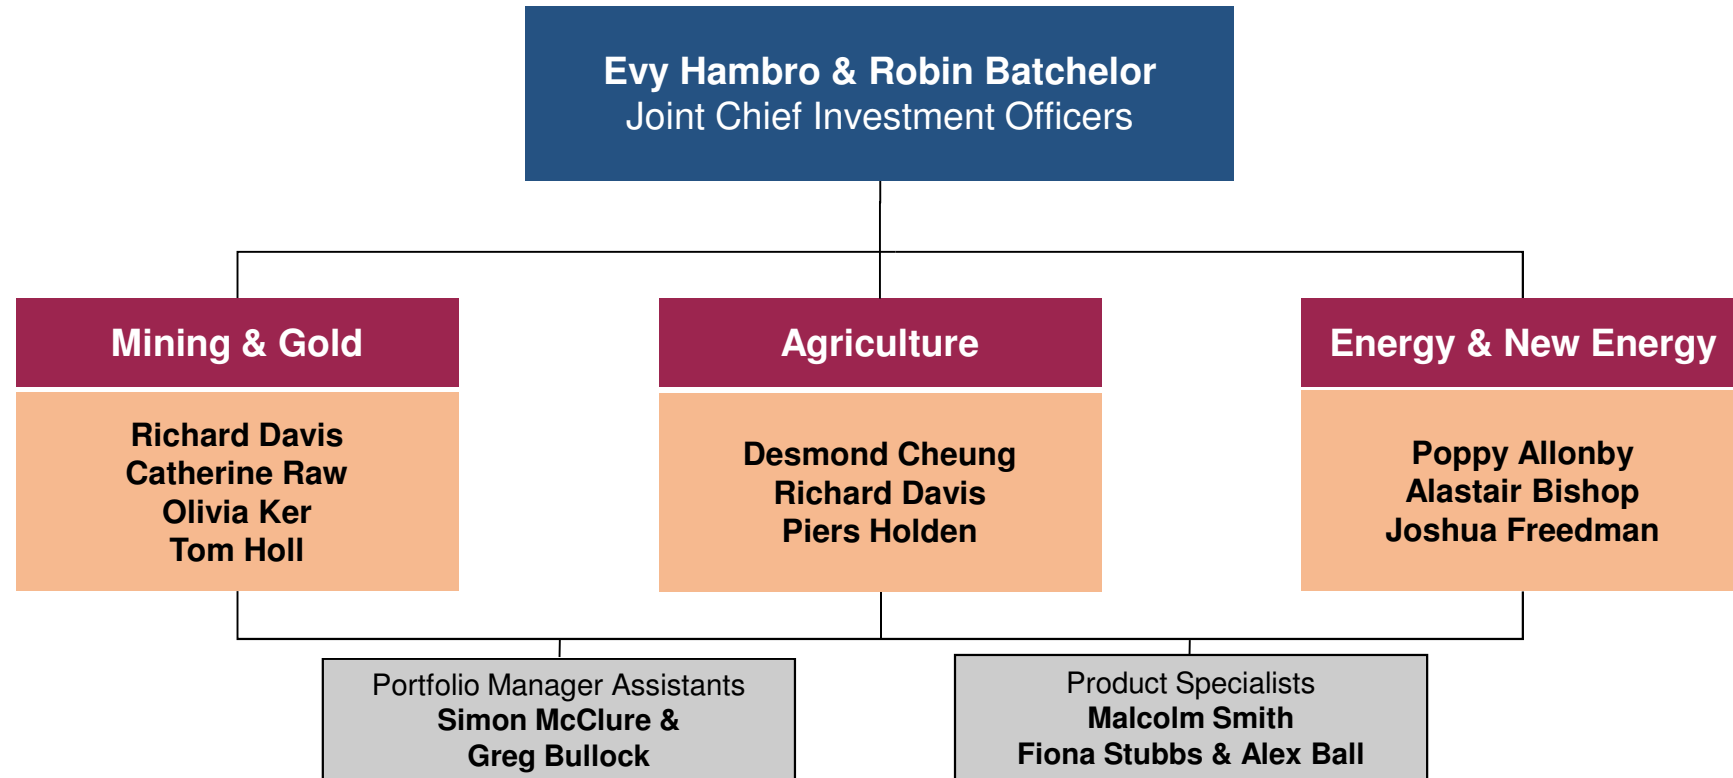 Evy Hambro & Robin Batchelor
Joint Chief Investment Officers
Mining & Gold
Richard Davis
Catherine Raw
Olivia Ker
Tom Holl
Agriculture
Desmond Cheung
Richard Davis
Piers Holden
Energy & New Energy
Poppy Allonby
Alastair Bishop
Joshua Freedman
Portfolio Manager Assistants
Simon McClure &
Greg Bullock
Product Specialists
Malcolm Smith
Fiona Stubbs & Alex Ball